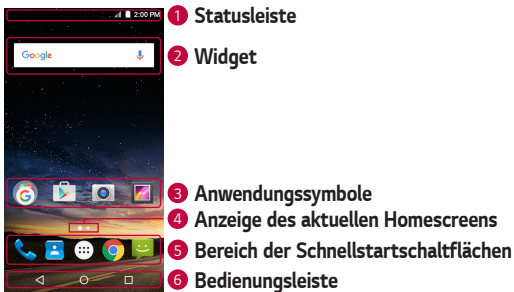 2:00 PM
1 Statusleiste
Google
2 Widget
3 Anwendungssymbole
4 Anzeige des aktuellen Homescreens
5 Bereich der Schnellstartschaltflächen
6 Bedienungsleiste